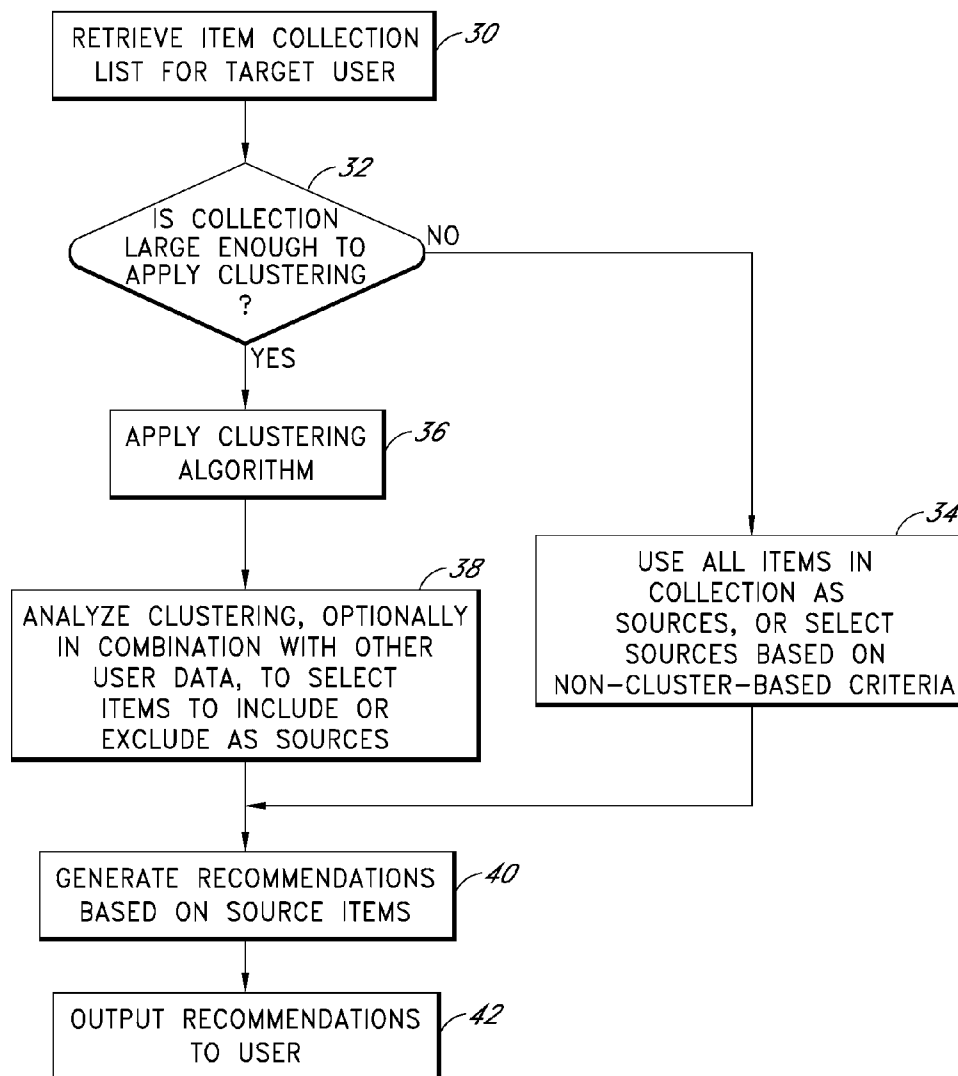 RETRIEVE ITEM COLLECTION
LIST FOR TARGET USER
30
32
IS COLLECTION
LARGE ENOUGH TO
APPLY CLUSTERING
?
NO
YES
APPLY CLUSTERING
ALGORITHM
36
34
USE ALL ITEMS IN
COLLECTION AS
SOURCES, OR SELECT
SOURCES BASED ON
NON-CLUSTER-BASED CRITERIA
38
ANALYZE CLUSTERING, OPTIONALLY
IN COMBINATION WITH OTHER
USER DATA, TO SELECT
ITEMS TO INCLUDE OR
EXCLUDE AS SOURCES
GENERATE RECOMMENDATIONS
BASED ON SOURCE ITEMS
40
OUTPUT RECOMMENDATIONS
TO USER
42